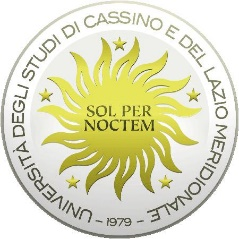 UNIVERSITÀ DEGLI STUDI DI CASSINO E DEL LAZIO MERIDIONALE
SOL PER
NOCTEM
- 1979 -